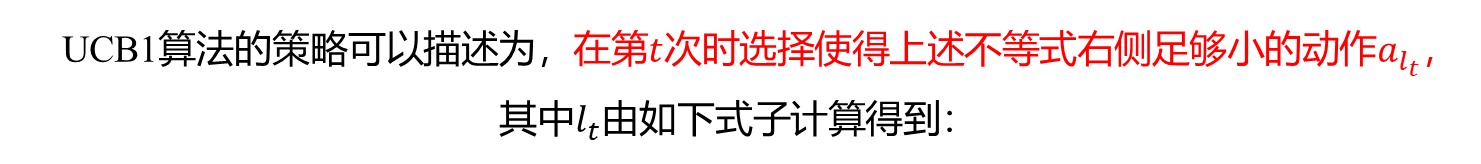 UCB1算法的策略可以描述为，在第𝑡次时选择使得上述不等式右侧足够小的动作𝑎_{𝑙_𝑡}，
其中𝑙_𝑡由如下式子计算得到：